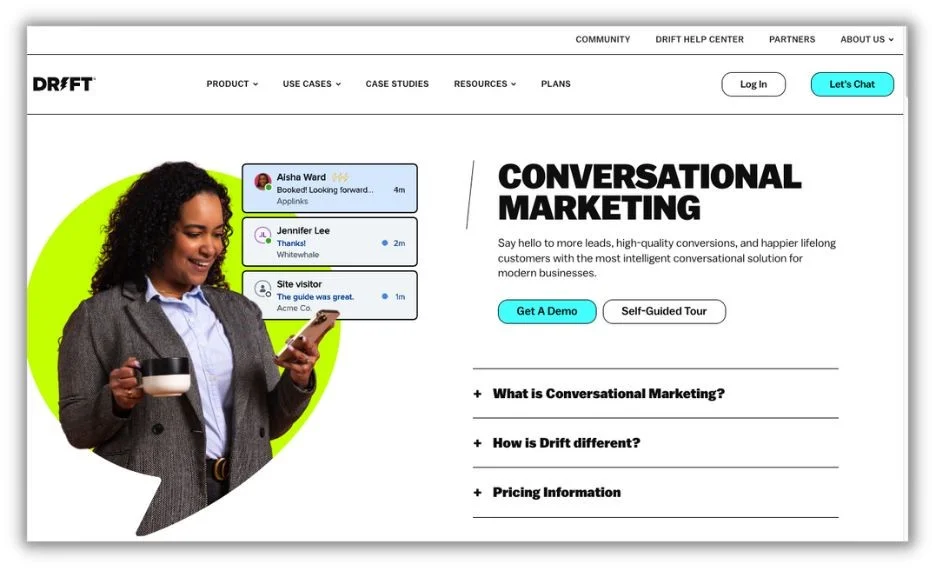 COMMUNITY DRIFT HELP CENTER PARTNERS ABOUT US
DRIFT PRODUCT USE CASES CASE STUDIES RESOURCES PLANS Log In Let's Chat
Aisha Ward
Booked! Looking forward... 4m
Applinks
JL Jennifer Lee
Thanks! 2m
Whitewhale
Site visitor
The guide was great. 1m
Acme Co.
CONVERSATIONAL
MARKETING
Say hello to more leads, high-quality conversions, and happier lifelong
customers with the most intelligent conversational solution for
modern businesses.
Get A Demo Self-Guided Tour
+ What is Conversational Marketing?
+ How is Drift different?
+ Pricing Information